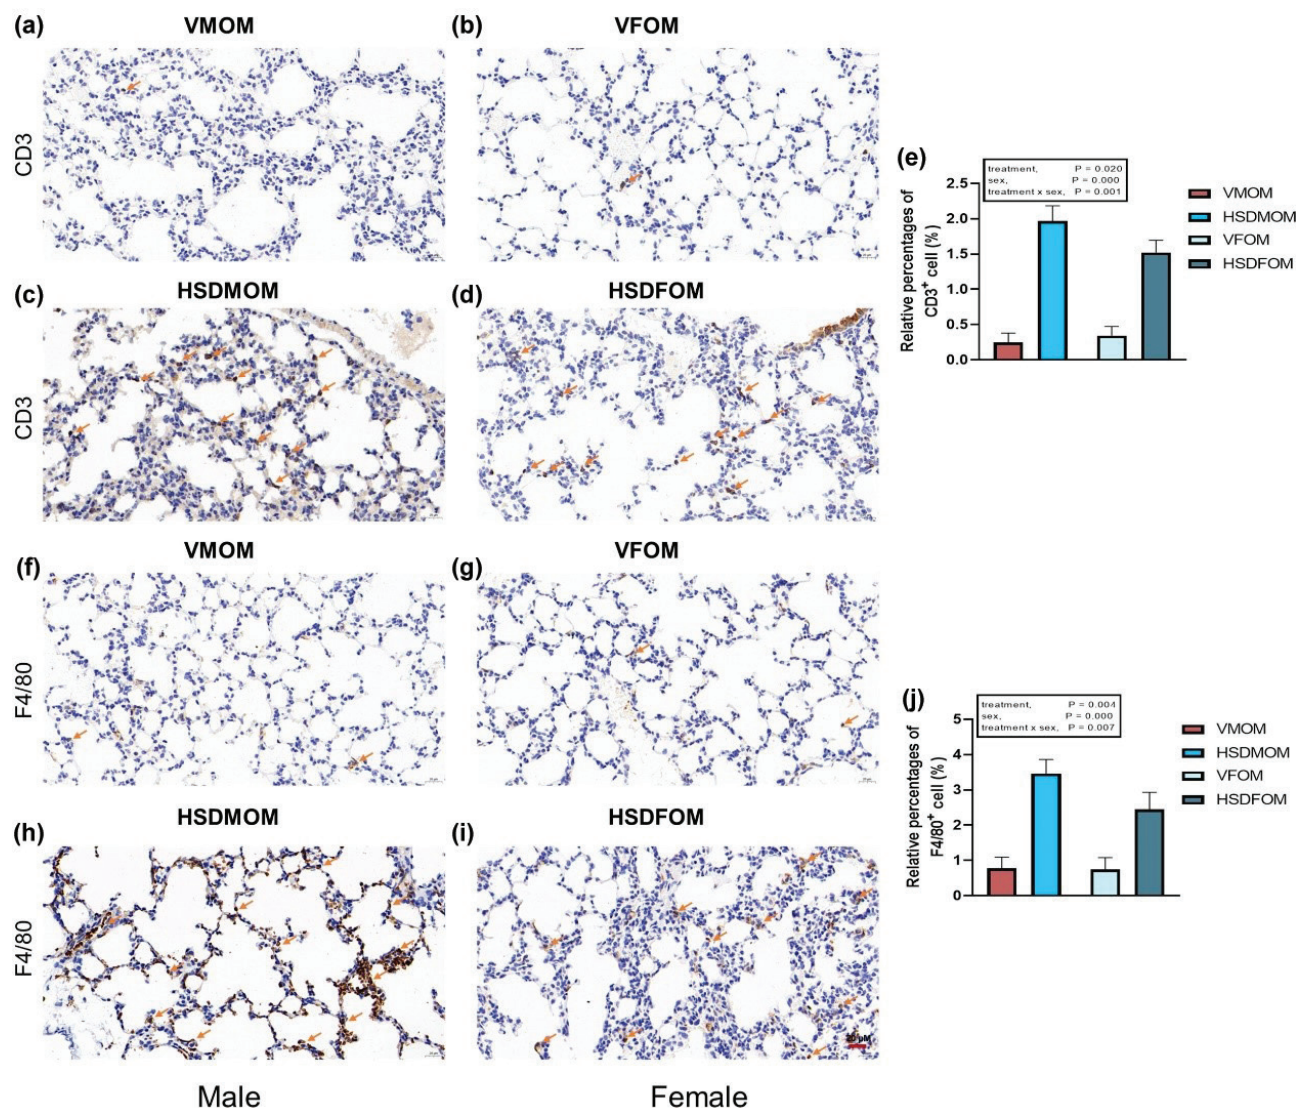 (a) VMOM
(b) VFOM
CD3
(c) HSDMOM
(d) HSDFOM
CD3
(e)
treatment, P = 0.020
sex, P = 0.000
treatment x sex, P = 0.001
Relative percentages of
CD3+ cell (%)
2.5
2.0
1.5
1.0
0.5
0.0
VMOM
HSDMOM
VFOM
HSDFOM
(f) VMOM
(g) VFOM
F4/80
(h) HSDMOM
(i) HSDFOM
F4/80
20 μM
(j)
treatment, P = 0.004
sex, P = 0.000
treatment x sex, P = 0.007
Relative percentages of
F4/80+ cell (%)
5
4
3
2
1
0
VMOM
HSDMOM
VFOM
HSDFOM
Male
Female